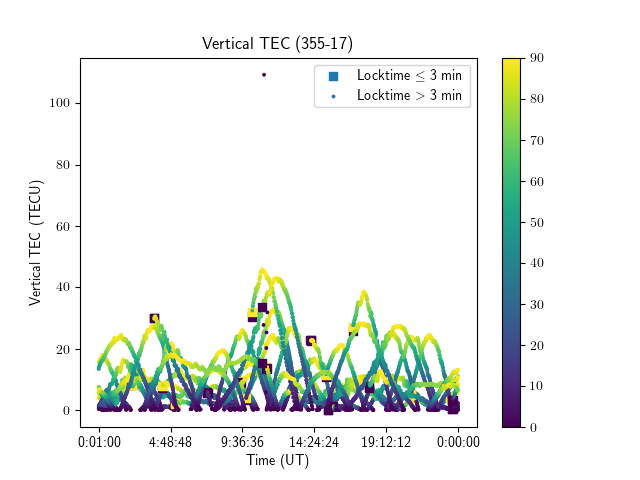 Vertical TEC (355-17)
Locktime ≤ 3 min
Locktime > 3 min
Vertical TEC (TECU)
100
80
60
40
20
0
0:01:00 4:48:48 9:36:36 14:24:24 19:12:12 0:00:00
Time (UT)
90
80
70
60
50
40
30
20
10
0